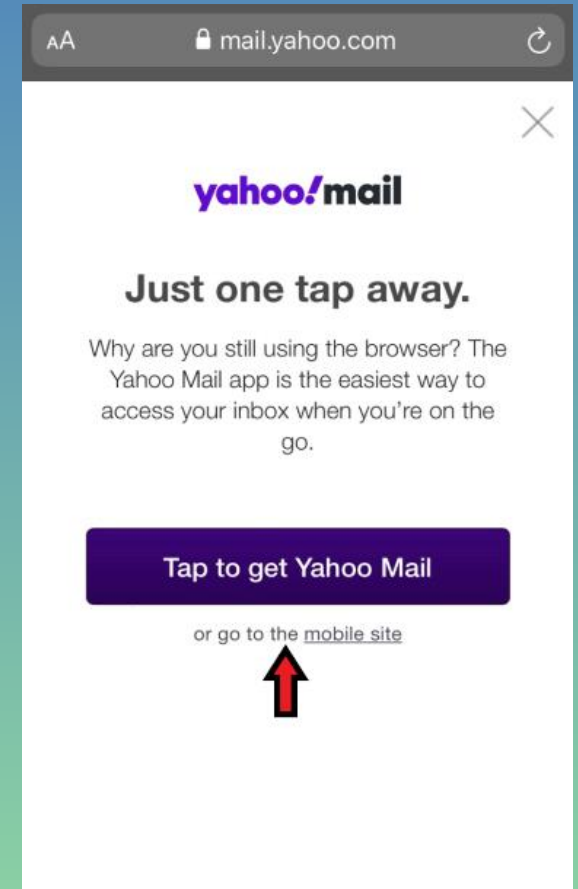 AA mail.yahoo.com
yahoo!mail
Just one tap away.
Why are you still using the browser? The
Yahoo Mail app is the easiest way to
access your inbox when you’re on the
go.
Tap to get Yahoo Mail
or go to the mobile site